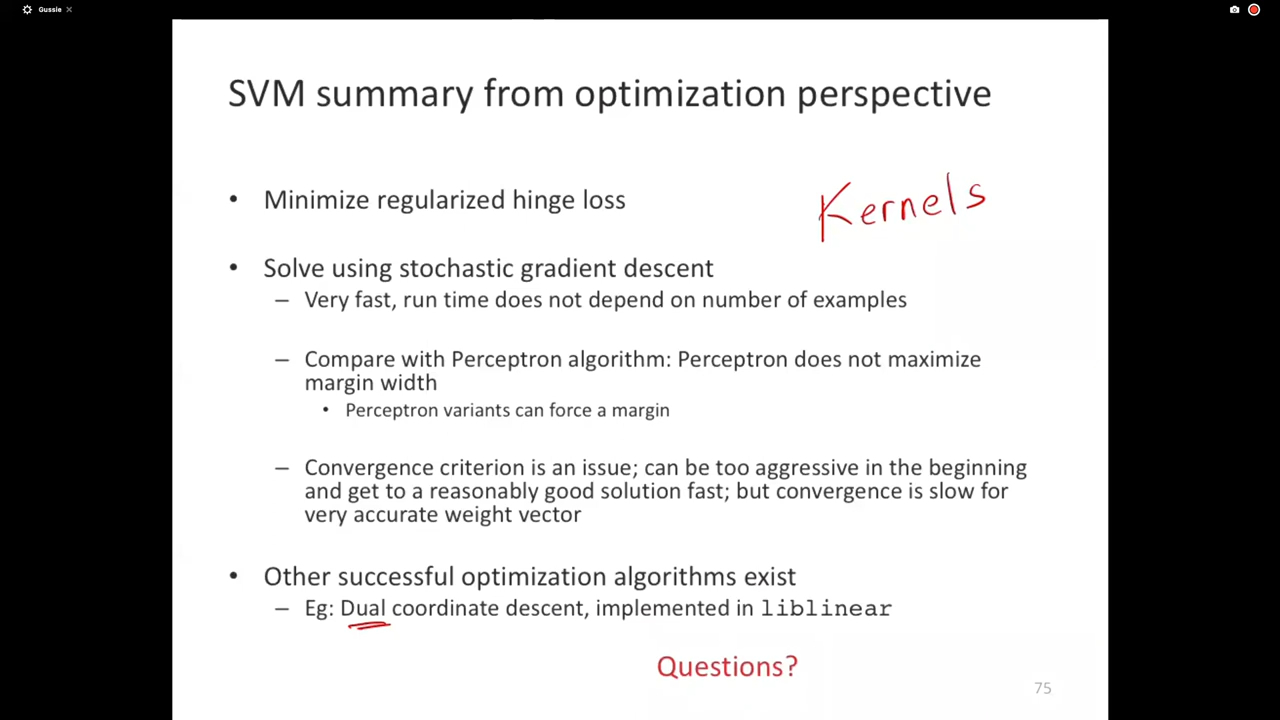 Gussie
SVM summary from optimization perspective
• Minimize regularized hinge loss
Kernels
• Solve using stochastic gradient descent
– Very fast, run time does not depend on number of examples
– Compare with Perceptron algorithm: Perceptron does not maximize
margin width
• Perceptron variants can force a margin
– Convergence criterion is an issue; can be too aggressive in the beginning
and get to a reasonably good solution fast; but convergence is slow for
very accurate weight vector
• Other successful optimization algorithms exist
– Eg: Dual coordinate descent, implemented in liblinear
Questions?
75